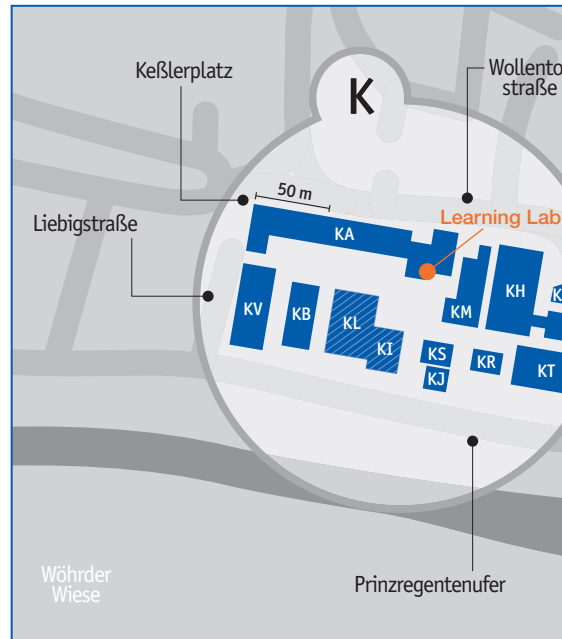 Keßlerplatz
K
Wollento
straße
50 m
Liebigstraße
Learning Lab
KA
KH
K
KV
KB
KL
KM
KI
KS
KR
KT
KJ
Wöhrder
Wiese
Prinzregentenufer